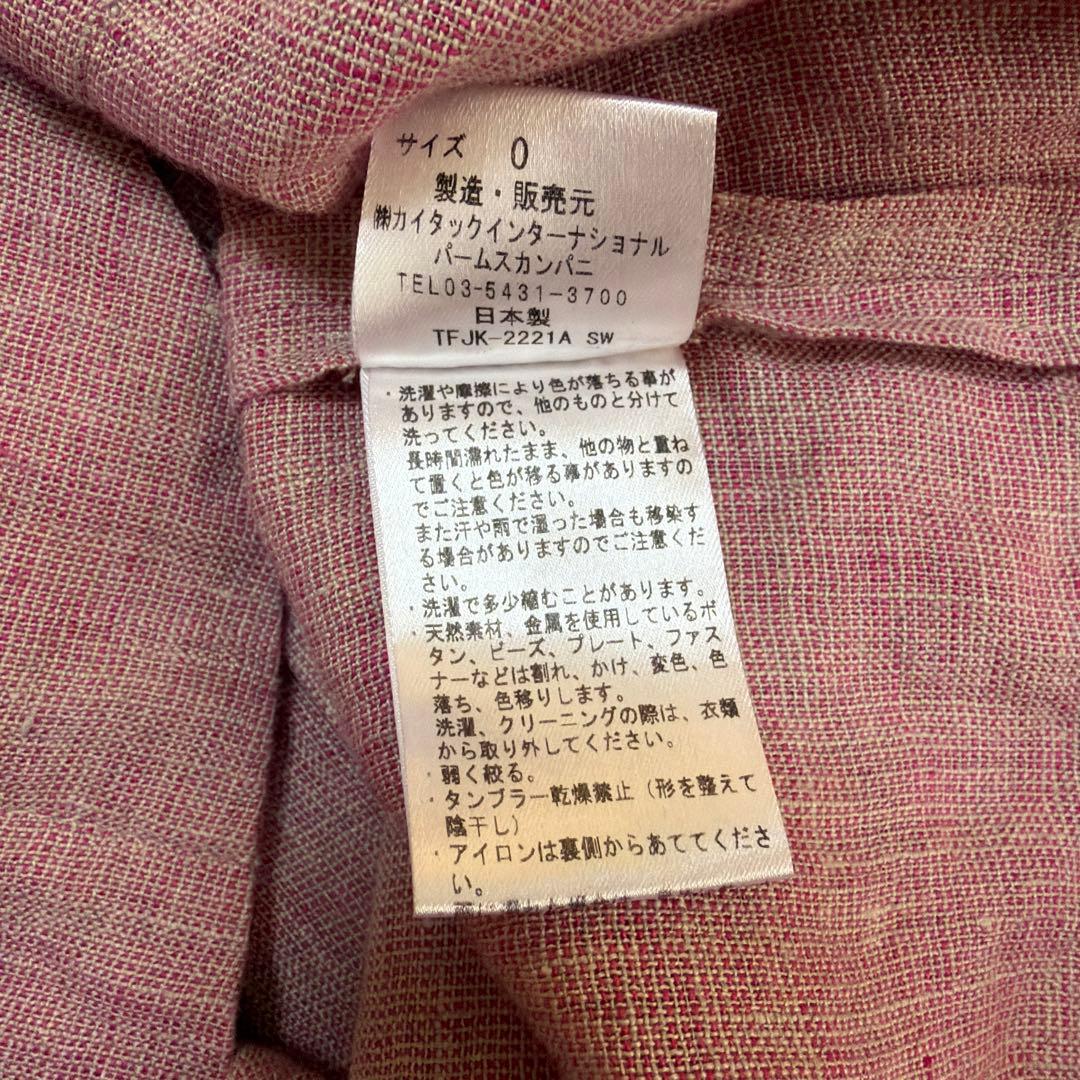 サイズ 0
製造・販売元
㈱カイタックインターナショナル
パームスカンパニ
TEL03-5431-3700
日本製
TFJK-2221A SW
・洗濯や摩擦により色が落ちる事が
ありますので、他のものと分けて
洗ってください。
長時間濡れたまま、他の物と重ね
て置くと色が移る事がありますの
でご注意ください。
また汗や雨で湿った場合も移染す
る場合がありますのでご注意くだ
さい。
・洗濯で多少縮むことがあります。
・天然素材、金属を使用しているボ
タン、ビーズ、プレート、ファス
ナーなどは割れ、かけ、変色、色
落ち、色移りします。
洗濯、クリーニングの際は、衣類
から取り外してください。
・弱く絞る。
・タンブラー乾燥禁止（形を整えて
陰干し）
・アイロンは裏側からあててくださ
い。